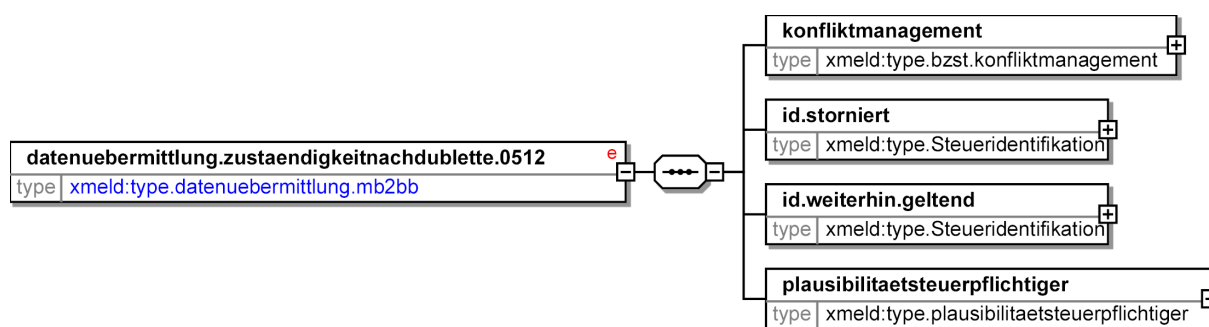 konfliktmanagement
type xmeld:type.bzst.konfliktmanagement
id.storniert
type xmeld:type.Steueridentifikation
datenuebermittlung.zustaendigkeitnachdublette.0512 e
type xmeld:type.datenuebermittlung.mb2bb
id.weiterhin.geltend
type xmeld:type.Steueridentifikation
plausibilitaetsteuerpflichtiger
type xmeld:type.plausibilitaetsteuerpflichtiger